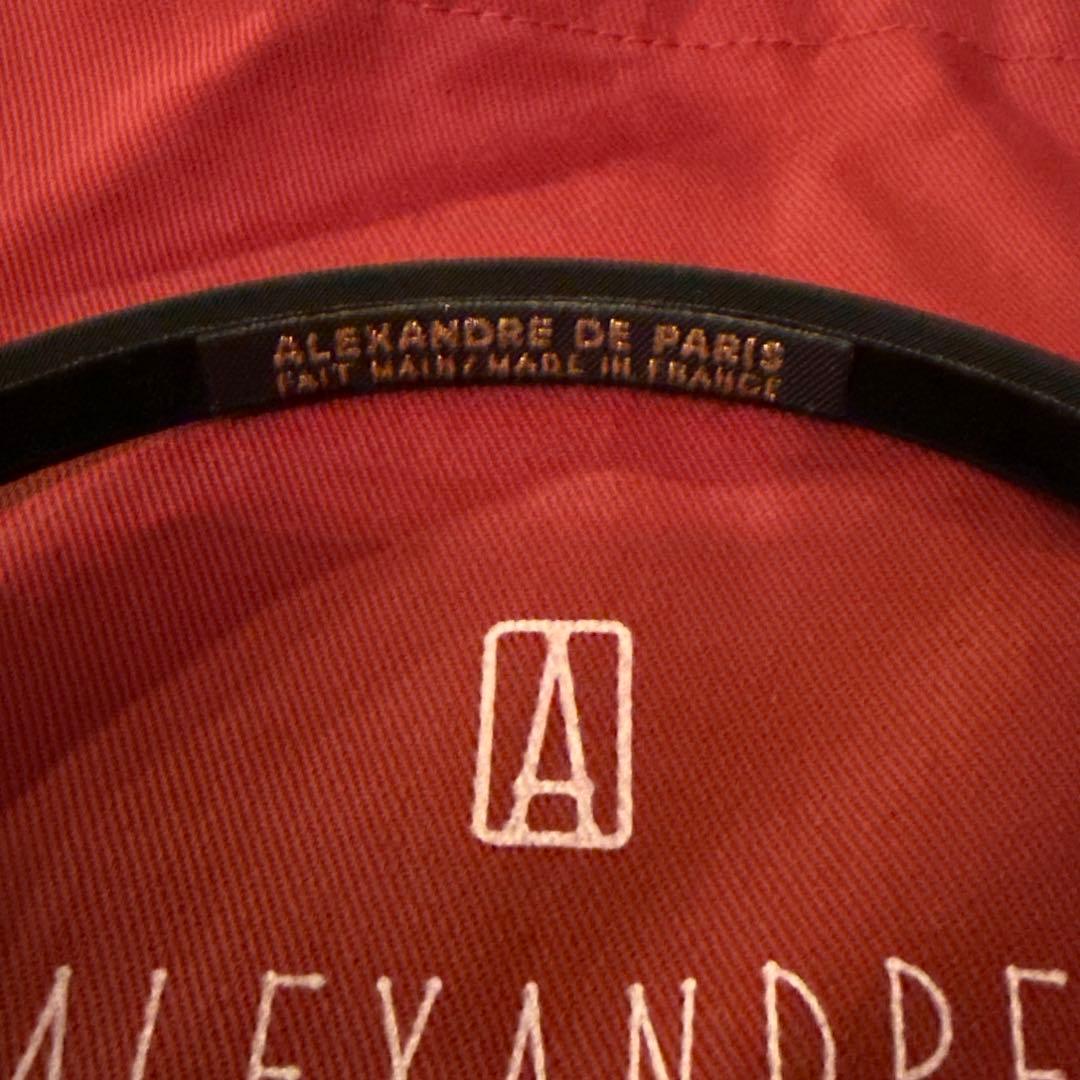 ALEXANDRE DE PARIS
FAIT MAIN/MADE IN FRANCE
A
ALEXANDRE